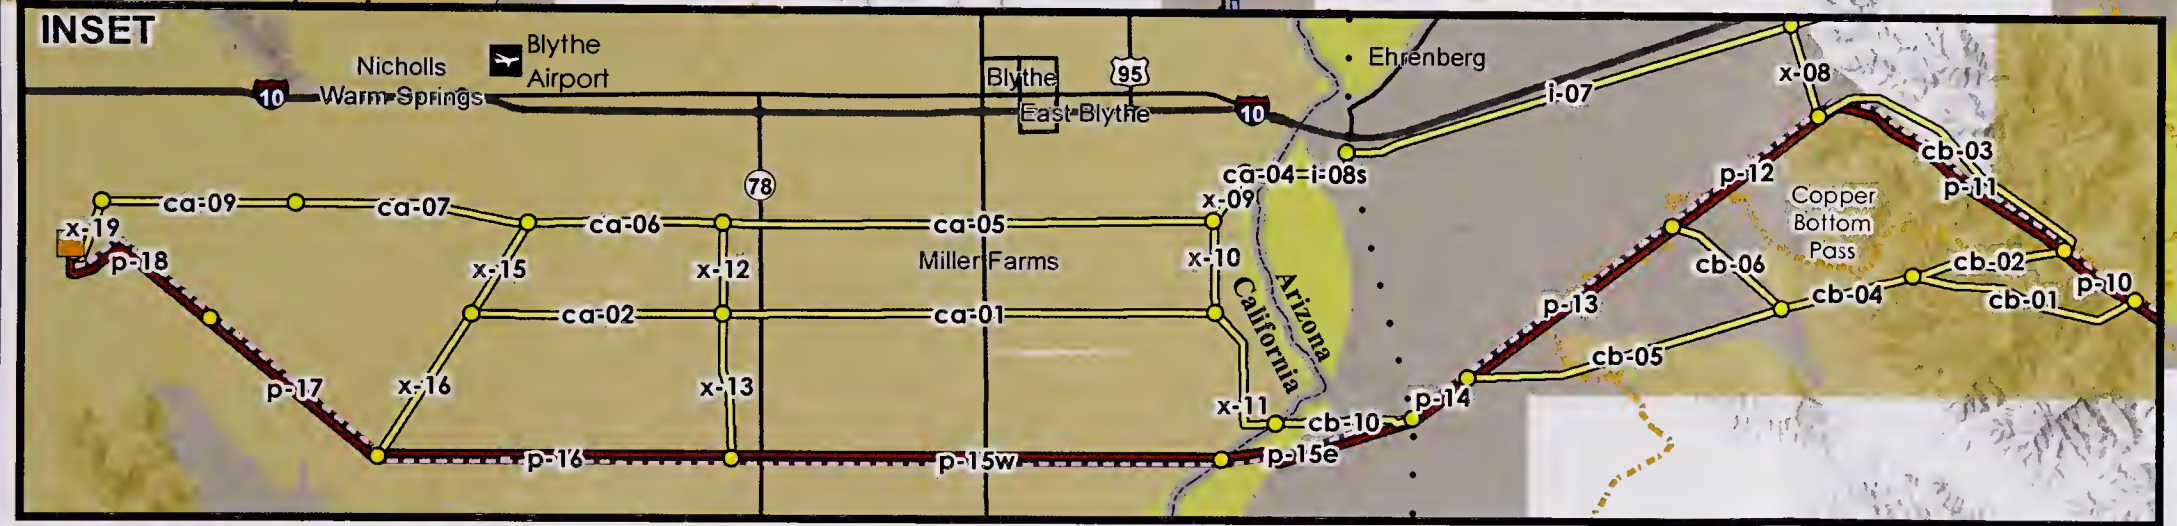 INSET
Blythe
Airport
Nicholls
Warm Springs
10
Blythe
95
East Blythe
10
Ehrenberg
i-07
x-08
cb-03
p-12
p-11
Copper
Bottom
Pass
78
ca-04=i-08s
x-09
ca-09
ca-07
x-19
ca-06
ca-05
p-18
x-15
x-12
Miller Farms
x-10
Arizona
California
cb-06
cb-02
p-10
cb-04
cb-01
p-13
ca-02
ca-01
cb-05
p-17
x-16
x-13
x-11
p-14
cb-10
p-16
p-15w
p-15e